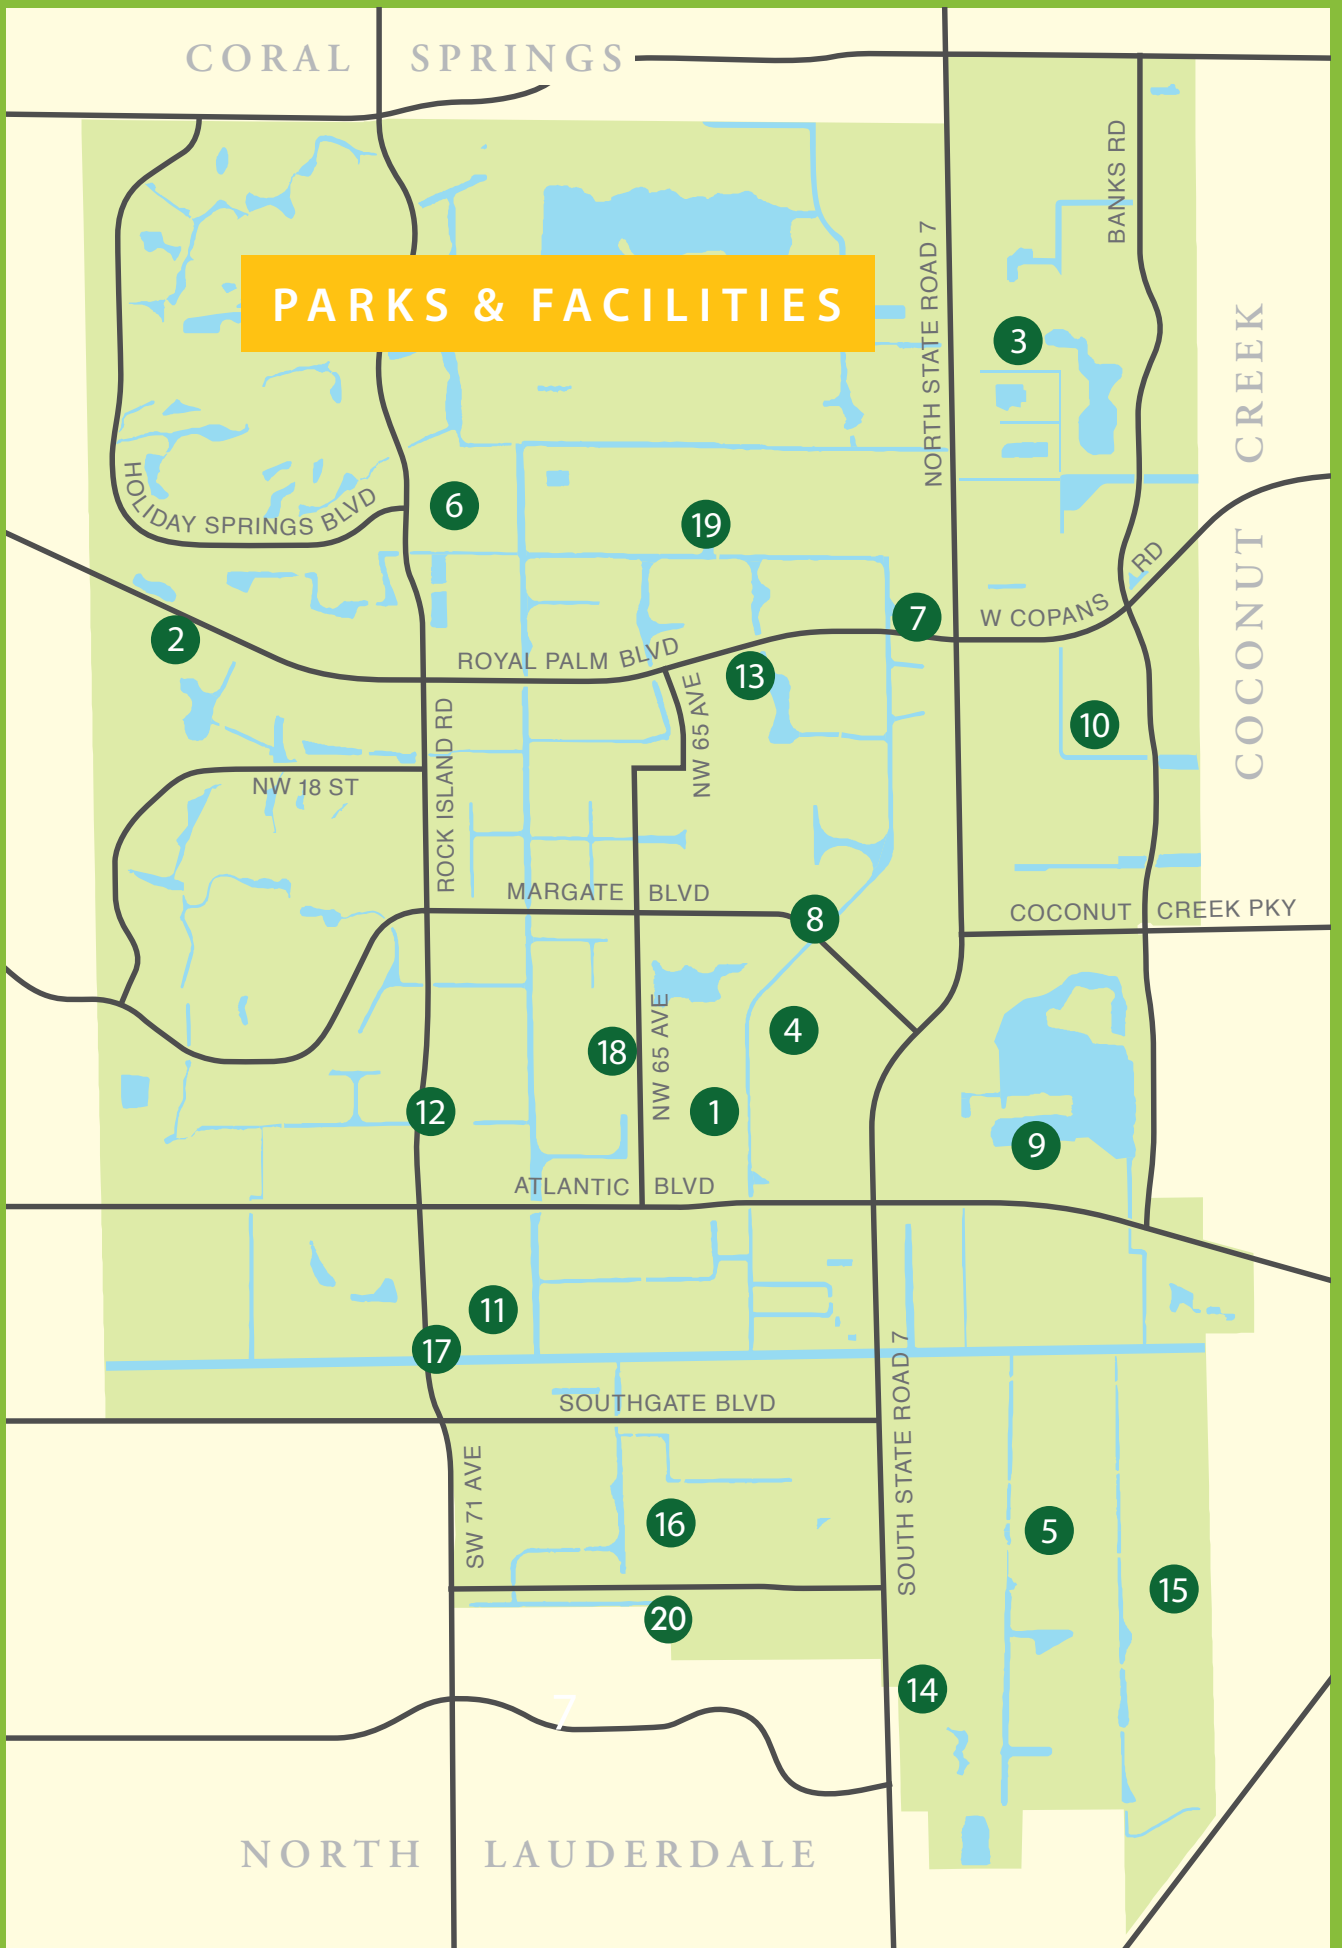 CORAL SPRINGS
BANKS RD
NORTH STATE ROAD 7
PARKS & FACILITIES
COCONUT CREEK
3
HOLIDAY SPRINGS BLVD
6
19
W COPANS RD
7
2
ROYAL PALM BLVD
13
NW 65 AVE
10
ROCK ISLAND RD
NW 18 ST
MARGATE BLVD
8
COCONUT CREEK PKY
4
18
NW 65 AVE
1
12
9
ATLANTIC BLVD
11
17
SOUTH STATE ROAD 7
SOUTHGATE BLVD
SW 71 AVE
16
5
15
20
14
7
NORTH LAUDERDALE